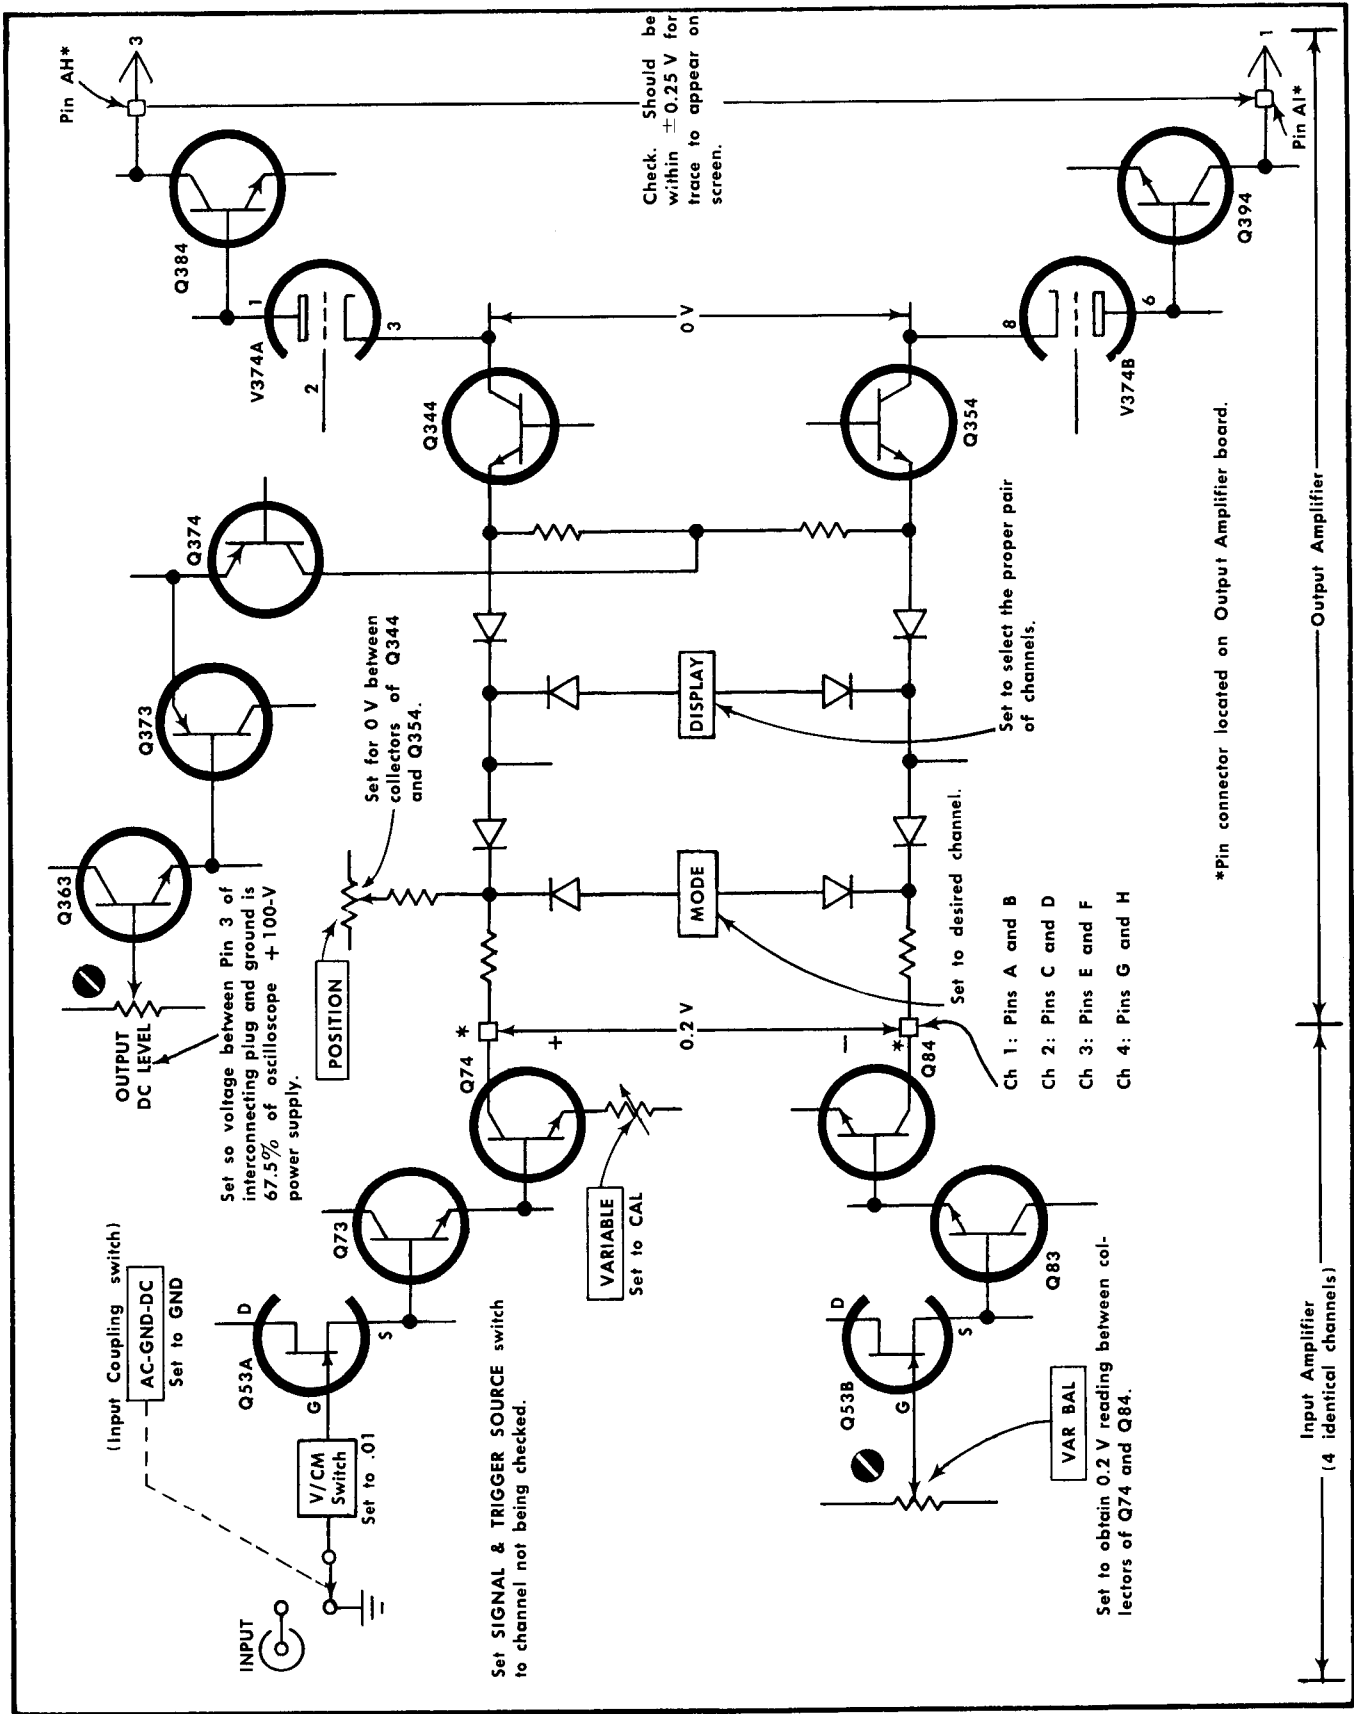 (Input Coupling switch)
AC-GND-DC
Set to GND
INPUT
V/CM
Switch
Set to .01
Q53A
D
G
S
Q73
Q74
VARIABLE
Set to CAL
Set SIGNAL & TRIGGER SOURCE switch
to channel not being checked.
OUTPUT
DC LEVEL
Set so voltage between Pin 3 of
interconnecting plug and ground is
67.5% of oscilloscope +100-V
power supply.
Q363
Q373
Q374
POSITION
Set for 0 V between
collectors of Q344
and Q354.
*
+
0.2 V
−
*
MODE
Set to desired channel.
DISPLAY
Set to select the proper pair
of channels.
Q344
Q354
0 V
V374A
1
2
3
Q384
Pin AH*
3
Check. Should be
within ±0.25 V for
trace to appear on
screen.
V374B
8
6
Q394
Pin AI*
1
Q53B
D
G
S
Q83
Q84
VAR BAL
Set to obtain 0.2 V reading between col-
lectors of Q74 and Q84.
Ch 1: Pins A and B
Ch 2: Pins C and D
Ch 3: Pins E and F
Ch 4: Pins G and H
*Pin connector located on Output Amplifier board.
Input Amplifier
(4 identical channels)
Output Amplifier